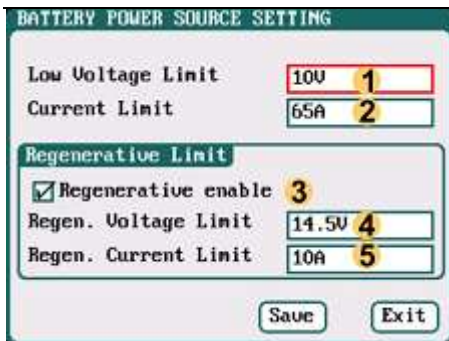 BATTERY POWER SOURCE SETTING
Low Voltage Limit 10V 1
Current Limit 65A 2
Regenerative Limit
Regenerative enable 3
Regen. Voltage Limit 14.5V 4
Regen. Current Limit 10A 5
Save Exit